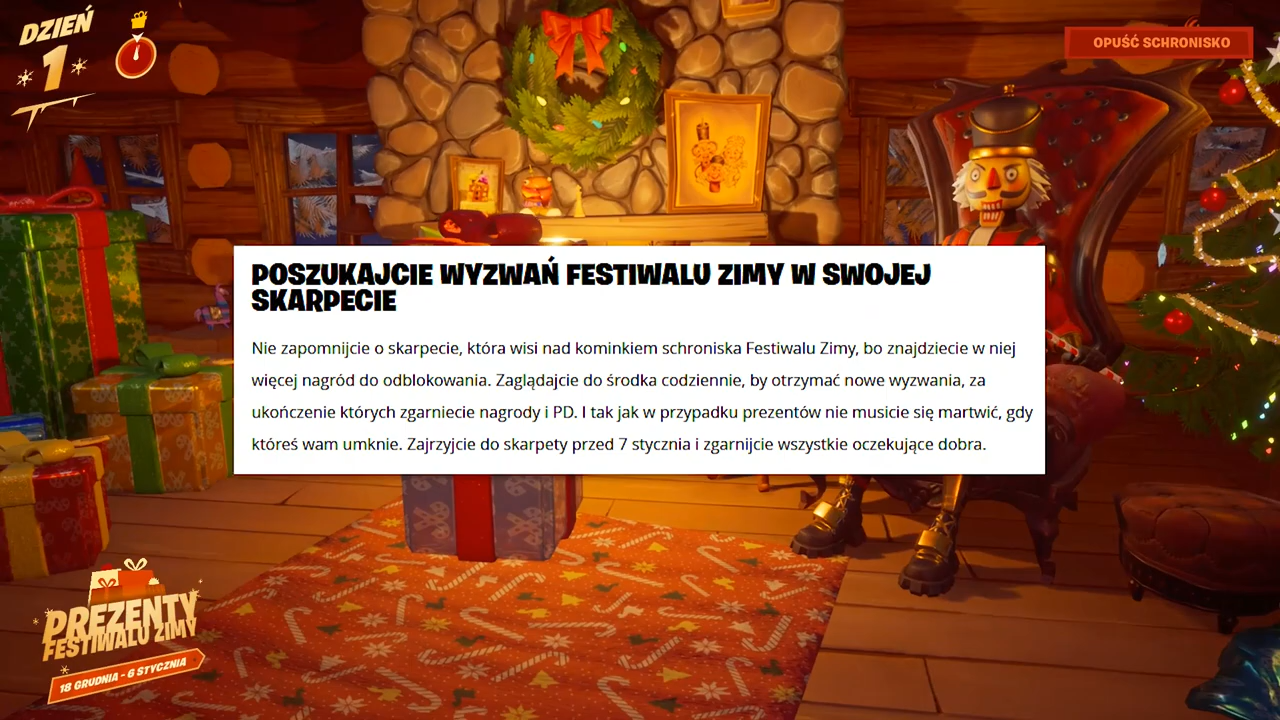 DZIEŃ
1
OPUŚĆ SCHRONISKO
POSZUKAJCIE WYZWAŃ FESTIWALU ZIMY W SWOJEJ
SKARPECIE
Nie zapomnijcie o skarpecie, która wisi nad kominkiem schroniska Festiwalu Zimy, bo znajdziecie w niej
więcej nagród do odblokowania. Zaglądajcie do środka codziennie, by otrzymać nowe wyzwania, za
ukończenie których zgarniecie nagrody i PD. I tak jak w przypadku prezentów nie musicie się martwić, gdy
któreś wam umknie. Zajrzyjcie do skarpety przed 7 stycznia i zgarnijcie wszystkie oczekujące dobra.
PREZENTY
FESTIWALU ZIMY
18 GRUDNIA - 6 STYCZNIA